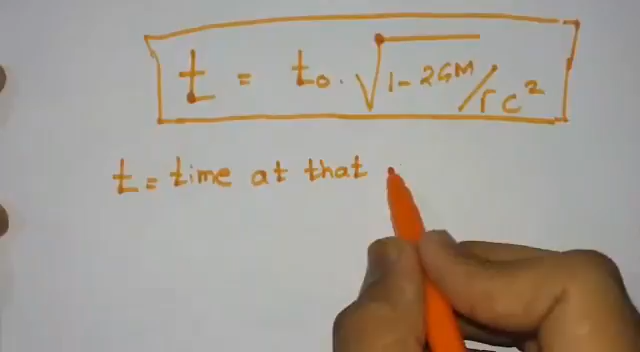 t = t₀.√1-2GM/rc²
t = time at that